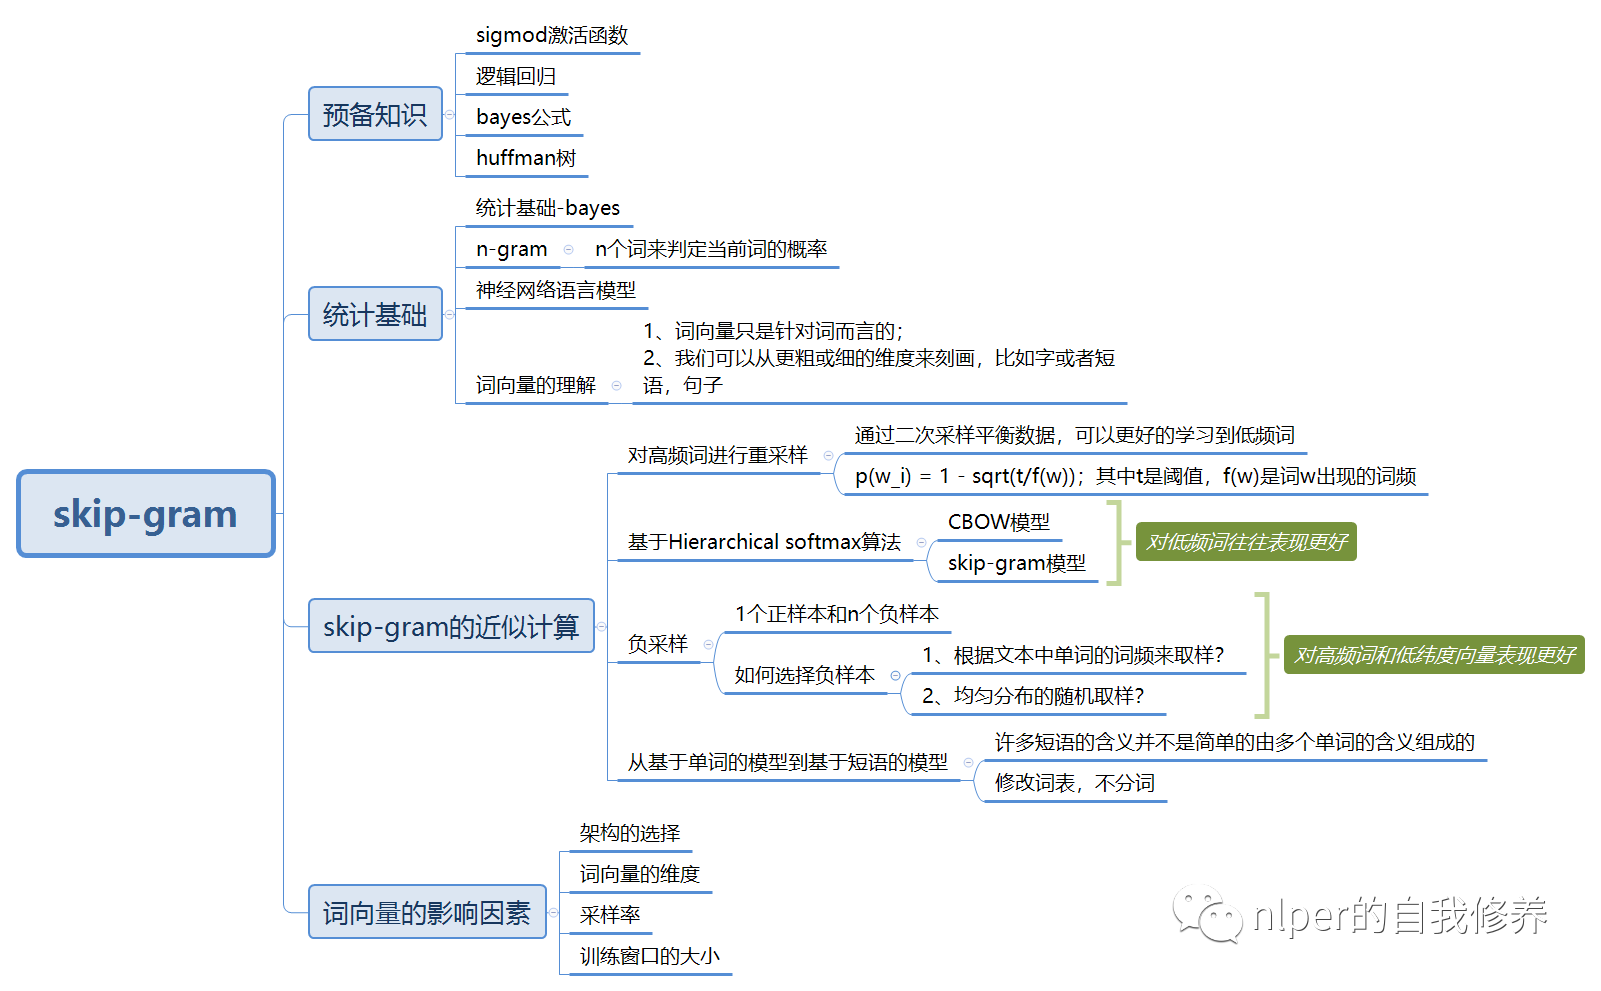 skip-gram
预备知识
sigmod激活函数
逻辑回归
bayes公式
huffman树
统计基础
统计基础-bayes
n-gram
n个词来判定当前词的概率
神经网络语言模型
词向量的理解
1、词向量只是针对词而言的；
2、我们可以从更粗或细的维度来刻画，比如字或者短
语，句子
skip-gram的近似计算
对高频词进行重采样
通过二次采样平衡数据，可以更好的学习到低频词
p(w_i) = 1 - sqrt(t/f(w))；其中t是阈值，f(w)是词w出现的词频
基于Hierarchical softmax算法
CBOW模型
skip-gram模型
对低频词往往表现更好
负采样
1个正样本和n个负样本
如何选择负样本
1、根据文本中单词的词频来取样？
2、均匀分布的随机取样？
对高频词和低纬度向量表现更好
从基于单词的模型到基于短语的模型
许多短语的含义并不是简单的由多个单词的含义组成的
修改词表，不分词
词向量的影响因素
架构的选择
词向量的维度
采样率
训练窗口的大小
nlper的自我修养